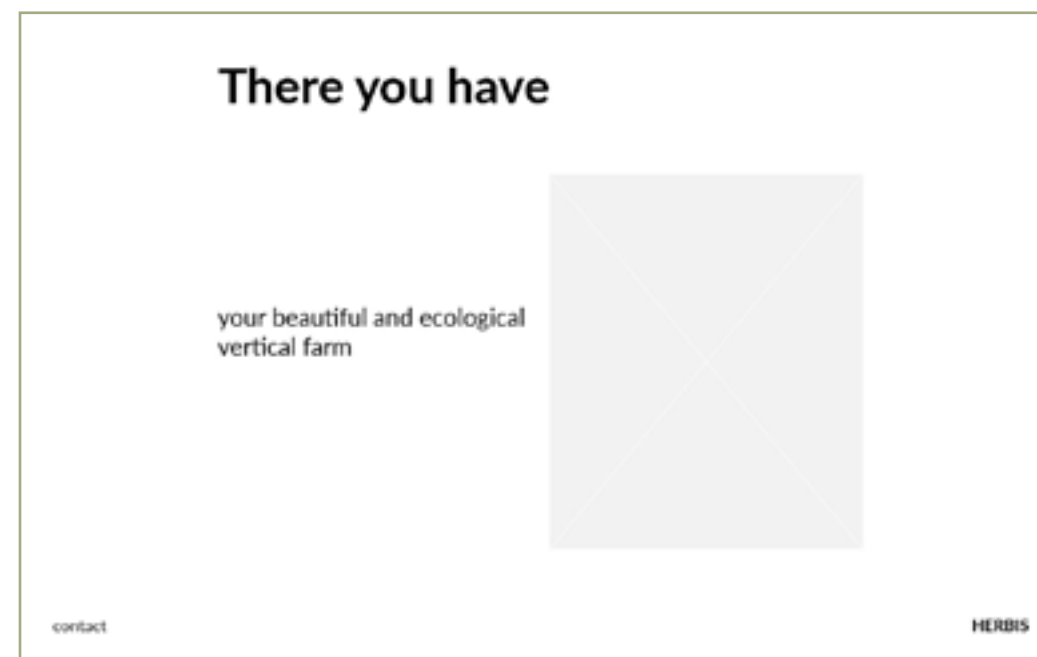 There you have
your beautiful and ecological
vertical farm
contact
HERBIS